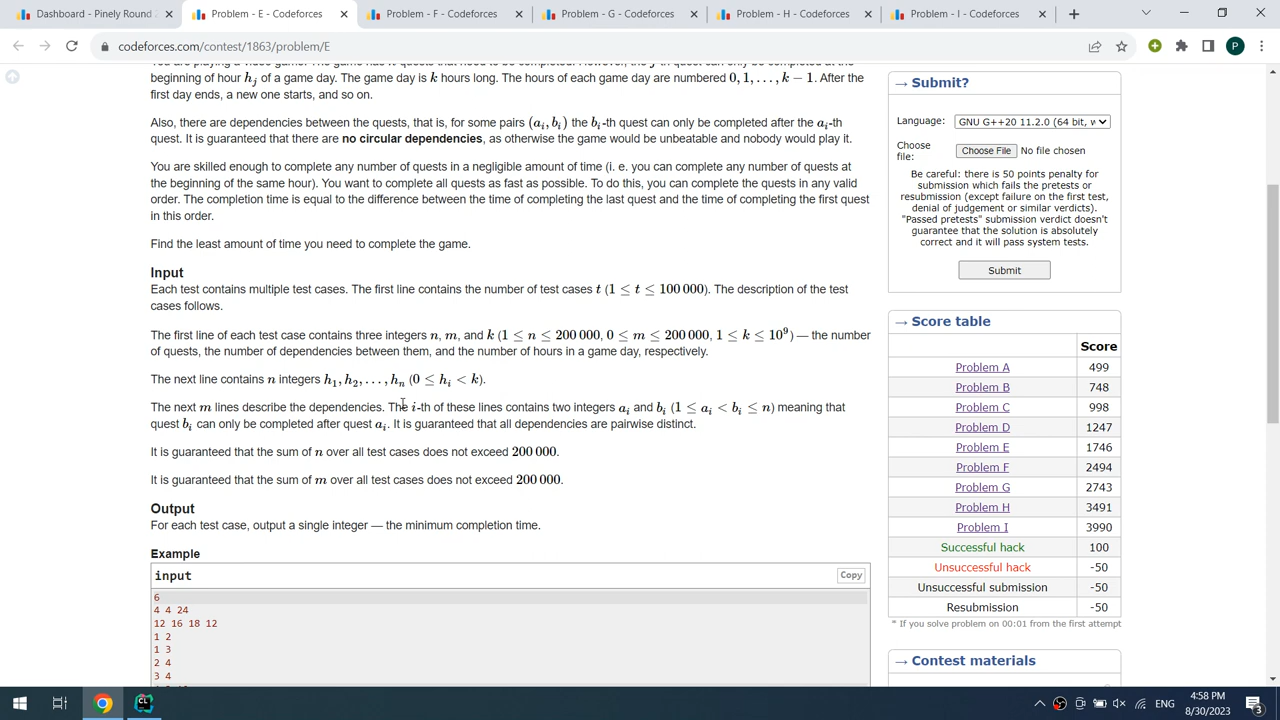 Dashboard - Pinely Round
Problem - E - Codeforces
Problem - F - Codeforces
Problem - G - Codeforces
Problem - H - Codeforces
Problem - I - Codeforces
codeforces.com/contest/1863/problem/E
P
beginning of hour h_j of a game day. The game day is k hours long. The hours of each game day are numbered 0, 1, . . . , k − 1. After the
first day ends, a new one starts, and so on.
Also, there are dependencies between the quests, that is, for some pairs (a_i, b_i) the b_i-th quest can only be completed after the a_i-th
quest. It is guaranteed that there are no circular dependencies, as otherwise the game would be unbeatable and nobody would play it.
You are skilled enough to complete any number of quests in a negligible amount of time (i. e. you can complete any number of quests at
the beginning of the same hour). You want to complete all quests as fast as possible. To do this, you can complete the quests in any valid
order. The completion time is equal to the difference between the time of completing the last quest and the time of completing the first quest
in this order.
Find the least amount of time you need to complete the game.
Input
Each test contains multiple test cases. The first line contains the number of test cases t (1 ≤ t ≤ 100 000). The description of the test
cases follows.
The first line of each test case contains three integers n, m, and k (1 ≤ n ≤ 200 000, 0 ≤ m ≤ 200 000, 1 ≤ k ≤ 10^9) — the number
of quests, the number of dependencies between them, and the number of hours in a game day, respectively.
The next line contains n integers h_1, h_2, . . . , h_n (0 ≤ h_i < k).
The next m lines describe the dependencies. The i-th of these lines contains two integers a_i and b_i (1 ≤ a_i < b_i ≤ n) meaning that
quest b_i can only be completed after quest a_i. It is guaranteed that all dependencies are pairwise distinct.
It is guaranteed that the sum of n over all test cases does not exceed 200 000.
It is guaranteed that the sum of m over all test cases does not exceed 200 000.
Output
For each test case, output a single integer — the minimum completion time.
Example
input
Copy
6
4 4 24
12 16 18 12
1 2
1 3
2 4
3 4
→ Submit?
Language: GNU G++20 11.2.0 (64 bit, w
Choose
file: Choose File No file chosen
Be careful: there is 50 points penalty for
submission which fails the pretests or
resubmission (except failure on the first test,
denial of judgement or similar verdicts).
"Passed pretests" submission verdict doesn't
guarantee that the solution is absolutely
correct and it will pass system tests.
Submit
→ Score table
Score
Problem A 499
Problem B 748
Problem C 998
Problem D 1247
Problem E 1746
Problem F 2494
Problem G 2743
Problem H 3491
Problem I 3990
Successful hack 100
Unsuccessful hack -50
Unsuccessful submission -50
Resubmission -50
* If you solve problem on 00:01 from the first attempt
→ Contest materials
CL
ENG
4:58 PM
8/30/2023
3